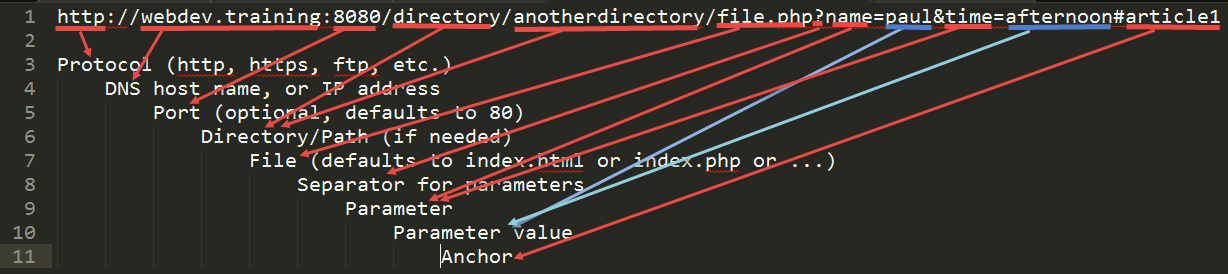 1 http://webdev.training:8080/directory/anotherdirectory/file.php?name=paul&time=afternoon#article1
2
3 Protocol (http, https, ftp, etc.)
4 DNS host name, or IP address
5 Port (optional, defaults to 80)
6 Directory/Path (if needed)
7 File (defaults to index.html or index.php or ...)
8 Separator for parameters
9 Parameter
10 Parameter value
11 Anchor